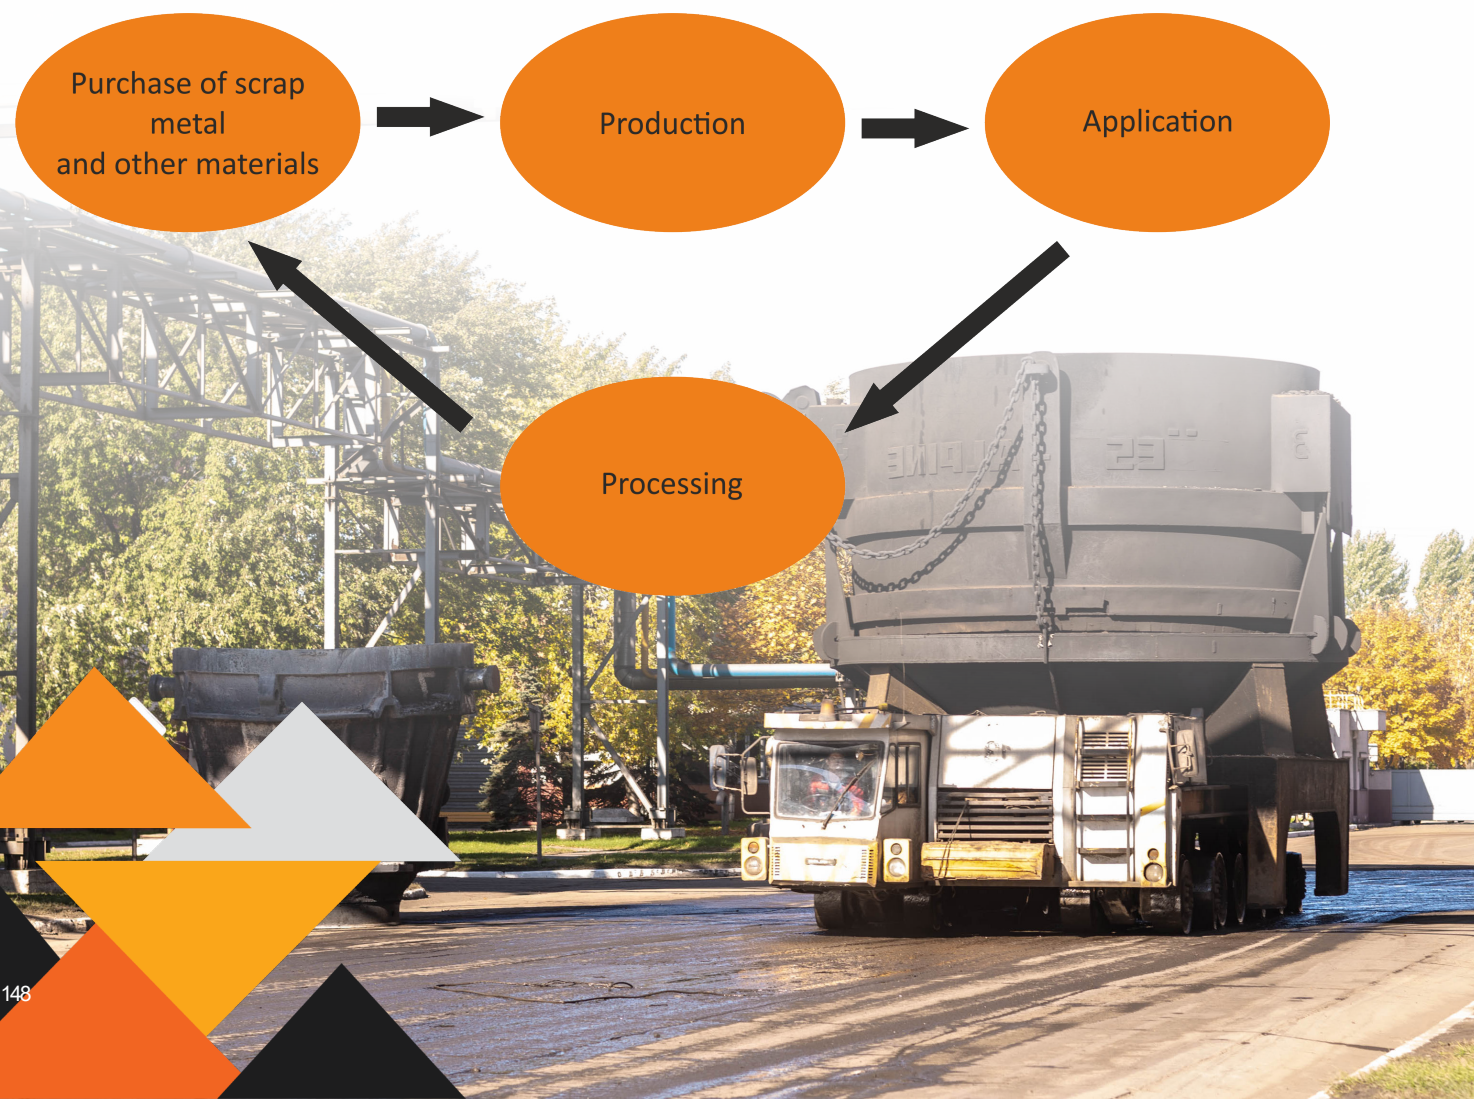 Purchase of scrap
metal
and other materials
Production
Application
Processing
148